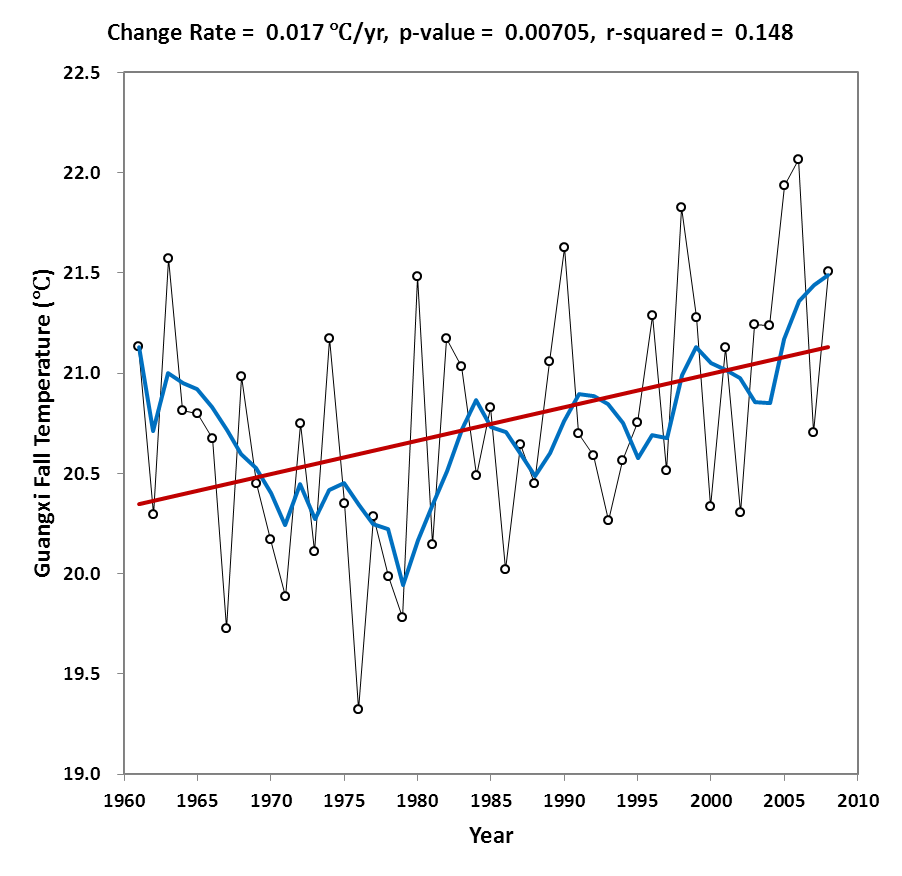 Change Rate = 0.017 ℃/yr, p-value = 0.00705, r-squared = 0.148
22.5
22.0
21.5
21.0
20.5
20.0
19.5
19.0
Guangxi Fall Temperature (℃)
1960 1965 1970 1975 1980 1985 1990 1995 2000 2005 2010
Year